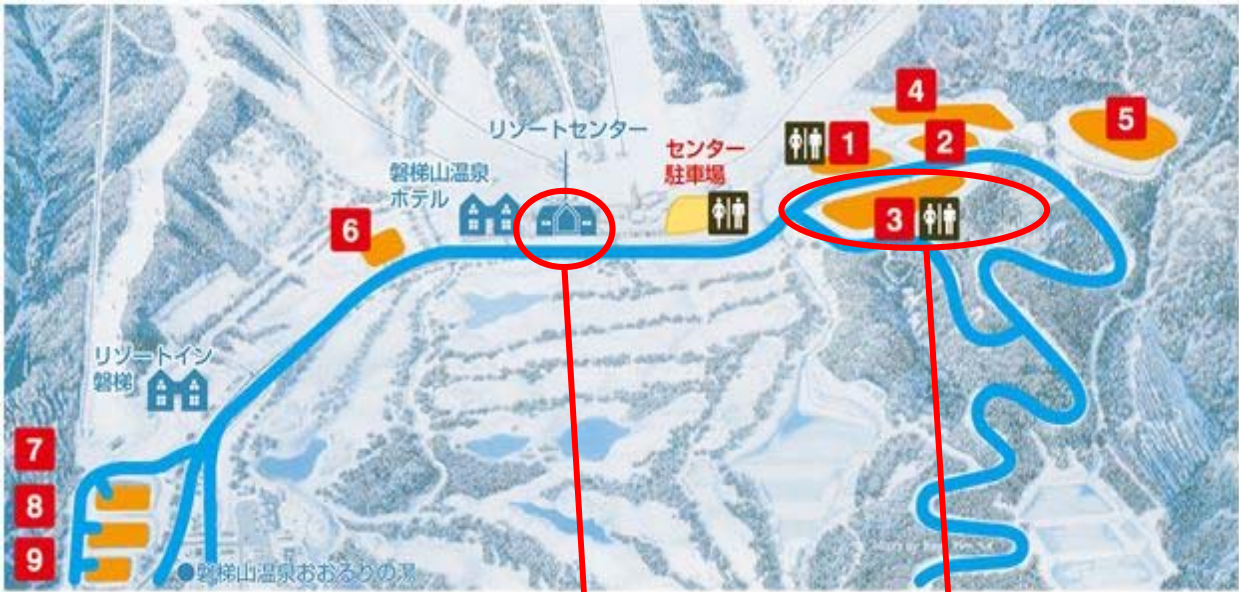 リゾートセンター
磐梯山温泉
ホテル
センター
駐車場
リゾートイン
磐梯
●磐梯山温泉おおるりの湯
1
2
3
4
5
6
7
8
9